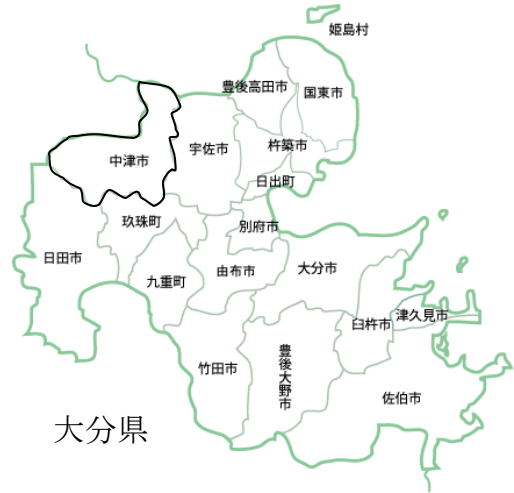 姫島村
豊後高田市
国東市
中津市
宇佐市
杵築市
日出町
玖珠町
別府市
日田市
九重町
由布市
大分市
臼杵市
津久見市
竹田市
豊後大野市
佐伯市
大分県